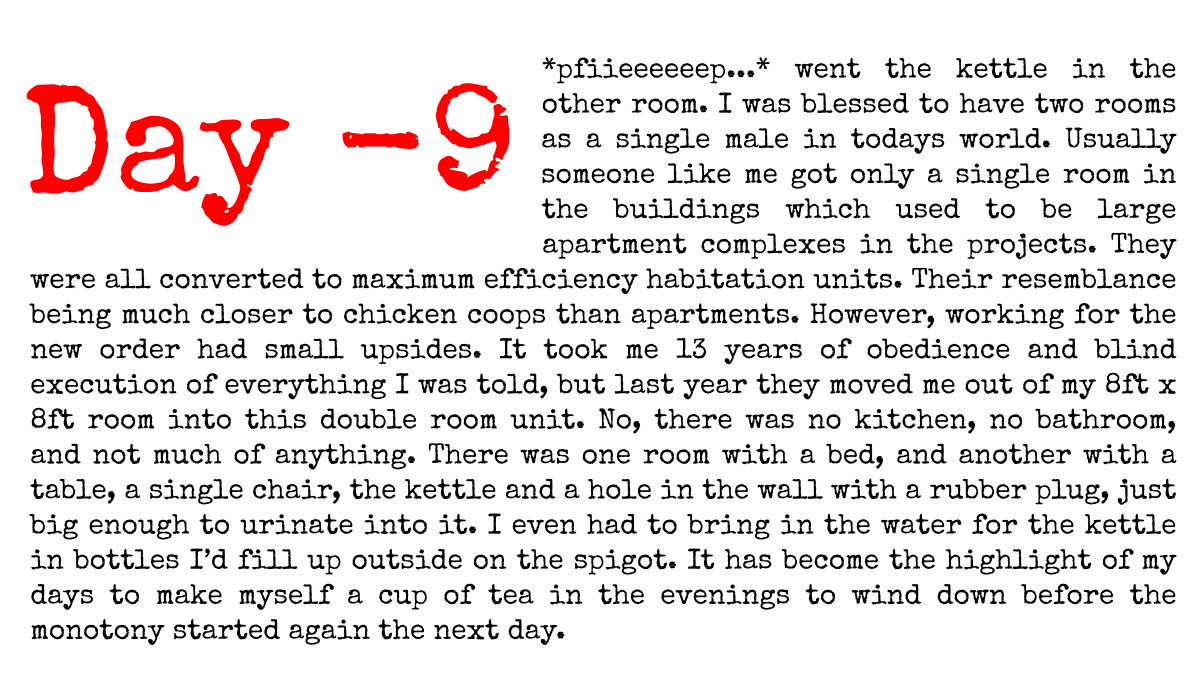 Day -9
*pfiieeeeeep...* went the kettle in the
other room. I was blessed to have two rooms
as a single male in todays world. Usually
someone like me got only a single room in
the buildings which used to be large
apartment complexes in the projects. They
were all converted to maximum efficiency habitation units. Their resemblance
being much closer to chicken coops than apartments. However, working for the
new order had small upsides. It took me 13 years of obedience and blind
execution of everything I was told, but last year they moved me out of my 8ft x
8ft room into this double room unit. No, there was no kitchen, no bathroom,
and not much of anything. There was one room with a bed, and another with a
table, a single chair, the kettle and a hole in the wall with a rubber plug, just
big enough to urinate into it. I even had to bring in the water for the kettle
in bottles I'd fill up outside on the spigot. It has become the highlight of my
days to make myself a cup of tea in the evenings to wind down before the
monotony started again the next day.